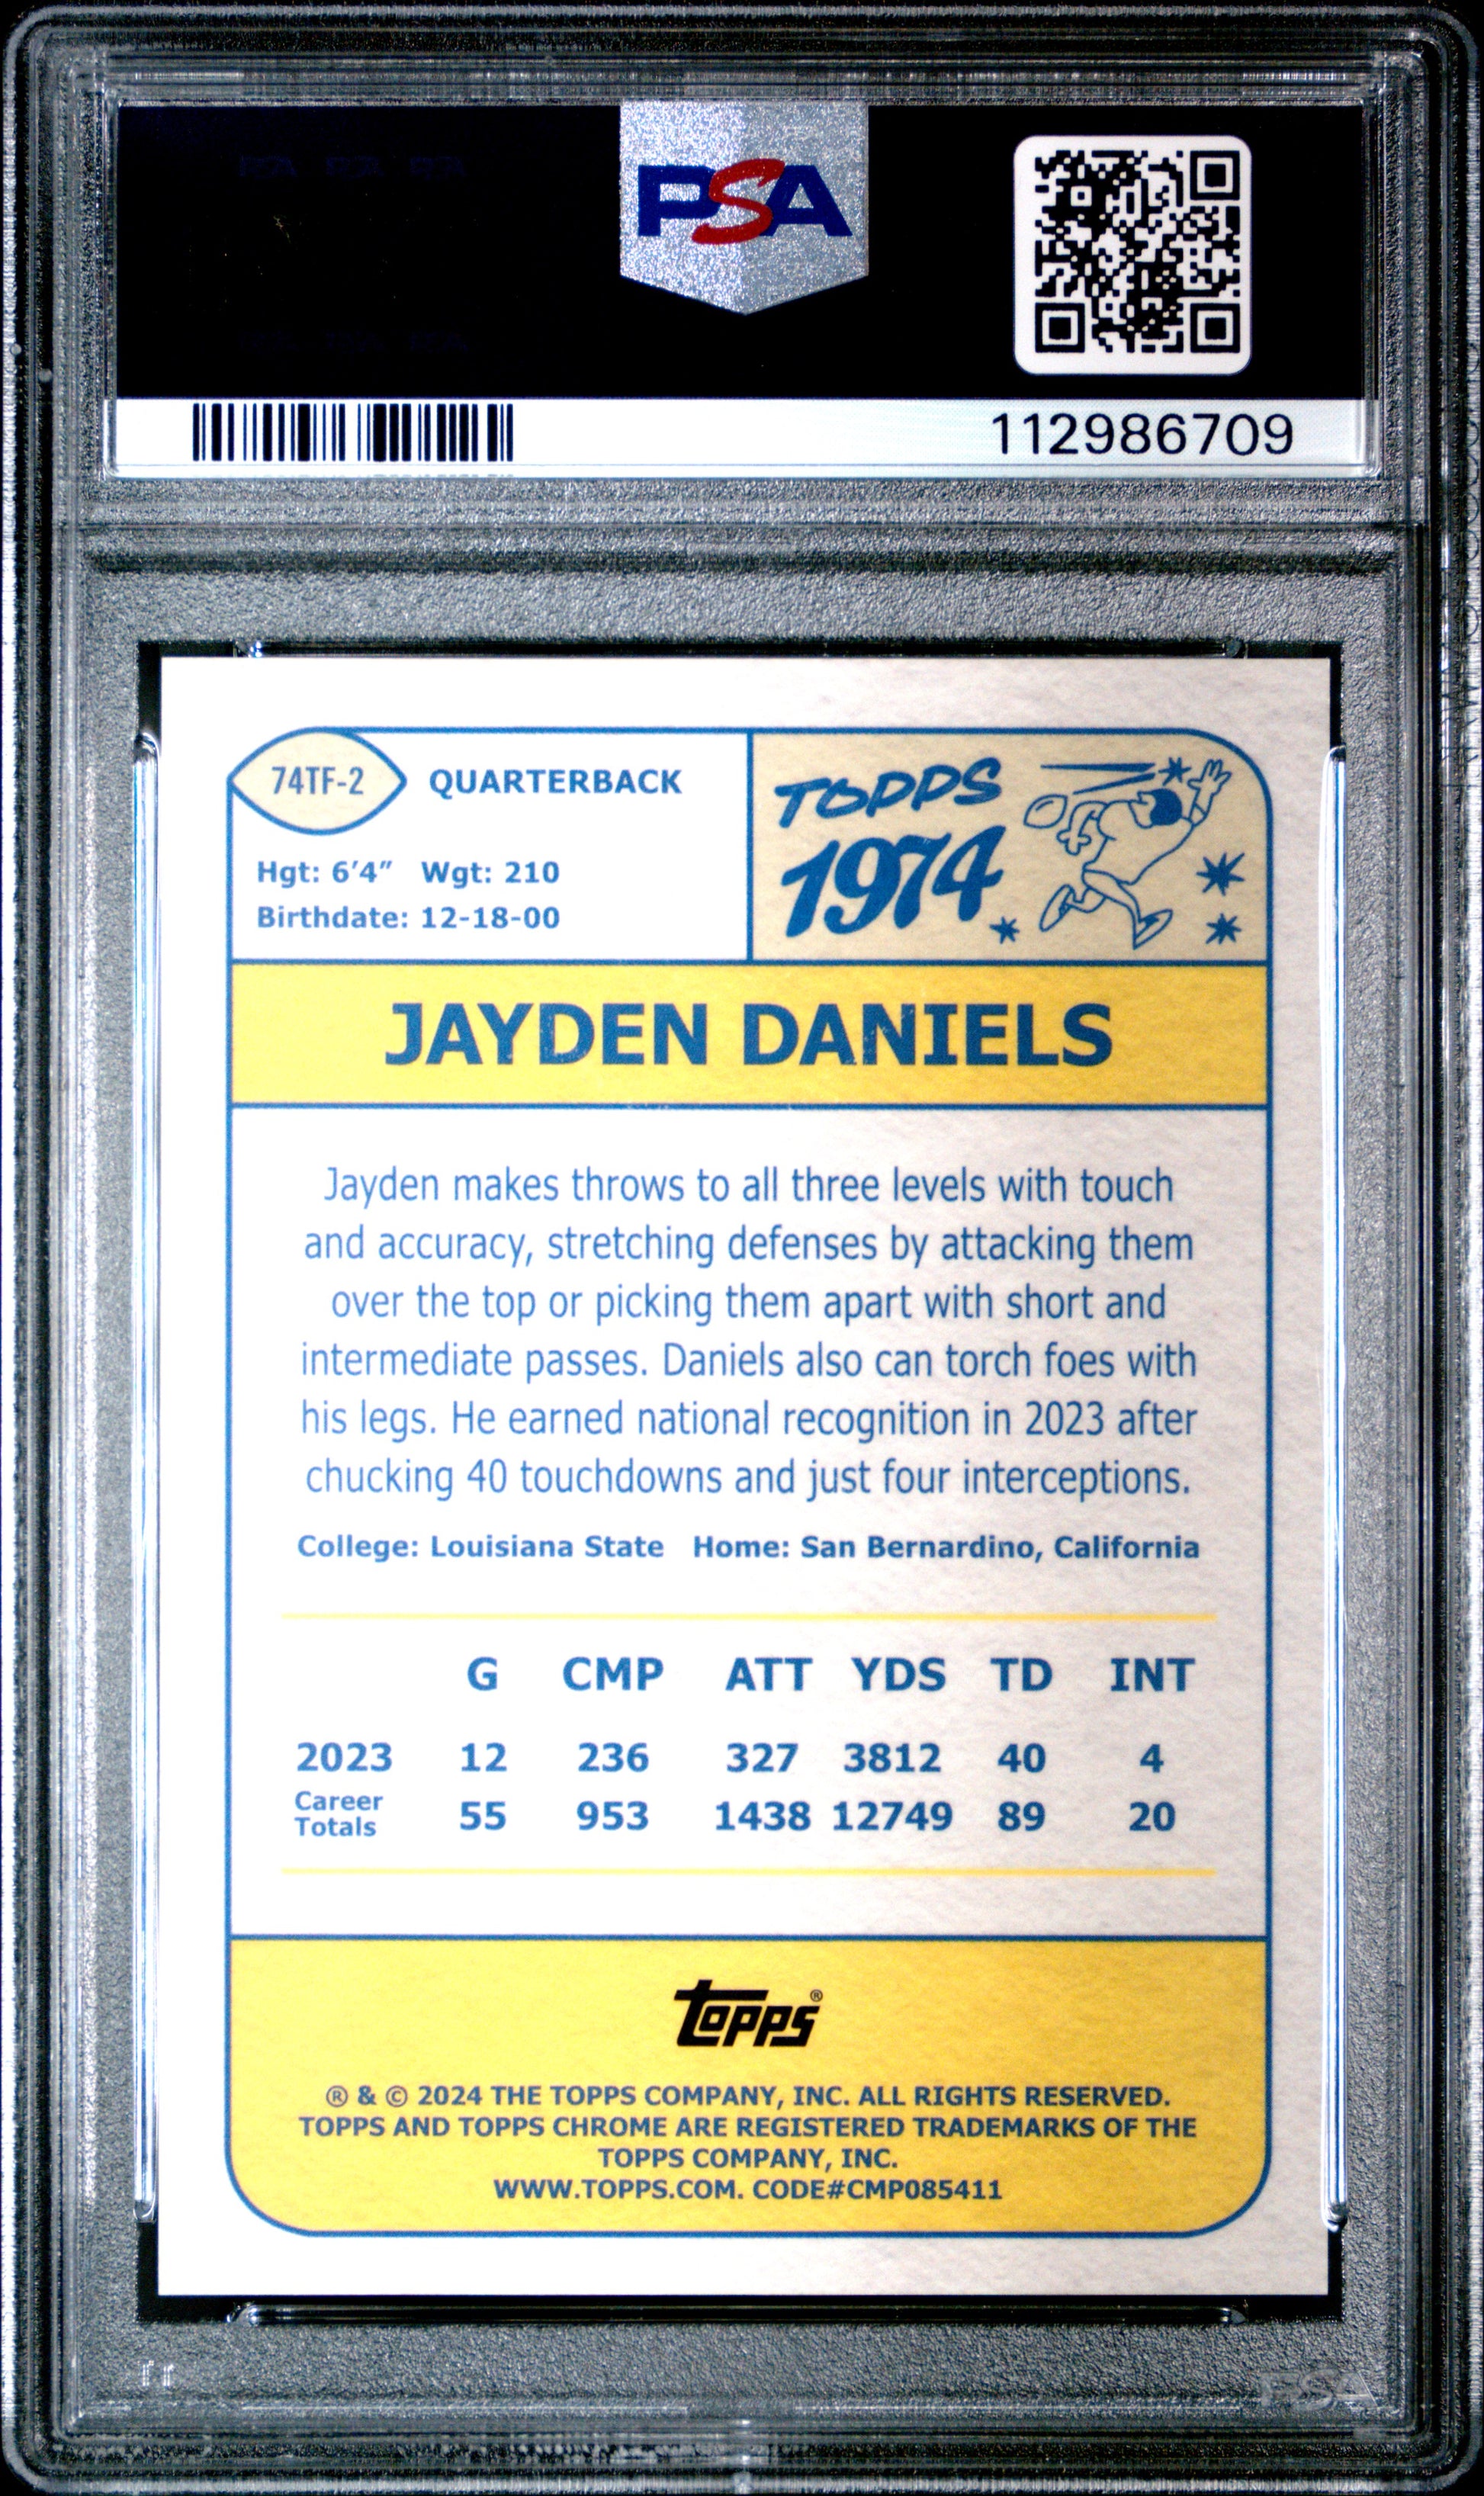 PSA
112986709
74TF-2 QUARTERBACK
Hgt: 6'4" Wgt: 210
Birthdate: 12-18-00
TOPPS
1974
JAYDEN DANIELS
Jayden makes throws to all three levels with touch
and accuracy, stretching defenses by attacking them
over the top or picking them apart with short and
intermediate passes. Daniels also can torch foes with
his legs. He earned national recognition in 2023 after
chucking 40 touchdowns and just four interceptions.
College: Louisiana State Home: San Bernardino, California
G CMP ATT YDS TD INT
2023 12 236 327 3812 40 4
Career Totals 55 953 1438 12749 89 20
topps®
® & © 2024 THE TOPPS COMPANY, INC. ALL RIGHTS RESERVED.
TOPPS AND TOPPS CHROME ARE REGISTERED TRADEMARKS OF THE
TOPPS COMPANY, INC.
WWW.TOPPS.COM. CODE#CMP085411
PSA